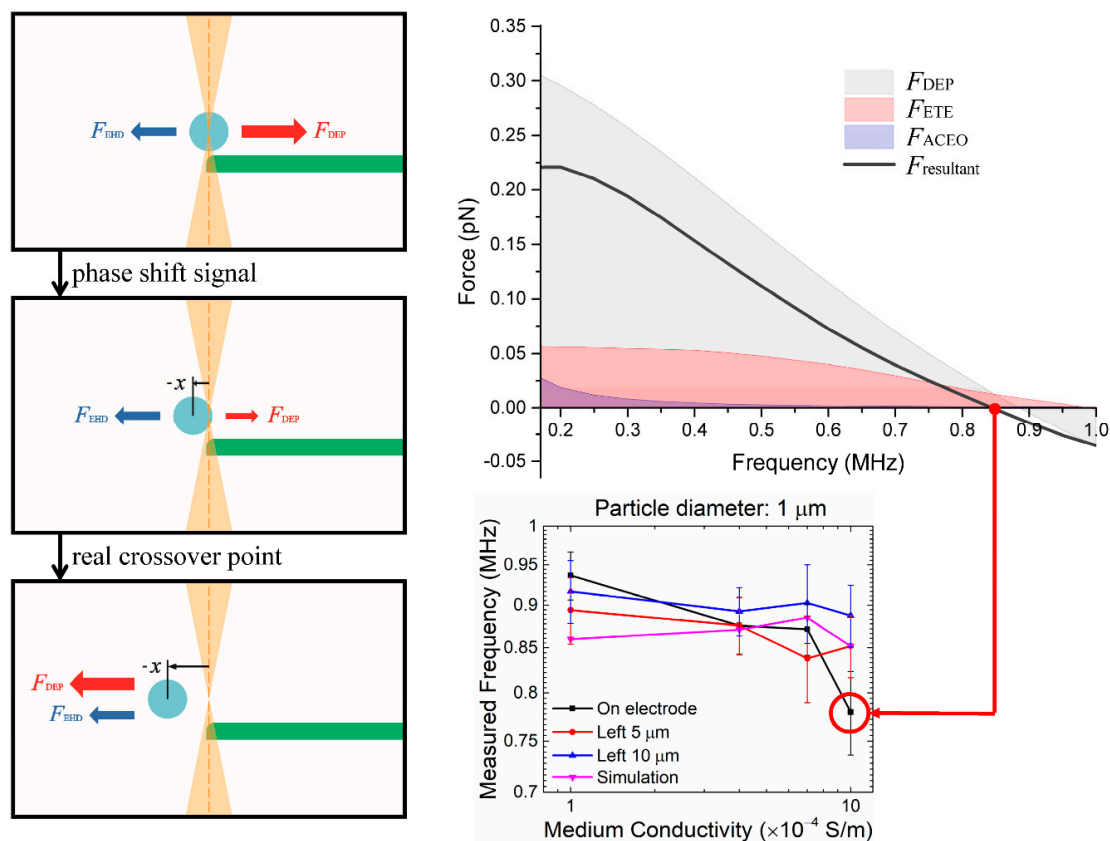 F_EHD
F_DEP
phase shift signal
-x
F_EHD
F_DEP
real crossover point
-x
F_DEP
F_EHD
0.35
0.30
0.25
0.20
0.15
0.10
0.05
0.00
-0.05
Force (pN)
F_DEP
F_ETE
F_ACEO
F_resultant
0.2 0.3 0.4 0.5 0.6 0.7 0.8 0.9 1.0
Frequency (MHz)
Particle diameter: 1 μm
1
0.95
0.9
0.85
0.8
0.75
0.7
Measured Frequency (MHz)
On electrode
Left 5 μm
Left 10 μm
Simulation
1 10
Medium Conductivity (×10⁻⁴ S/m)